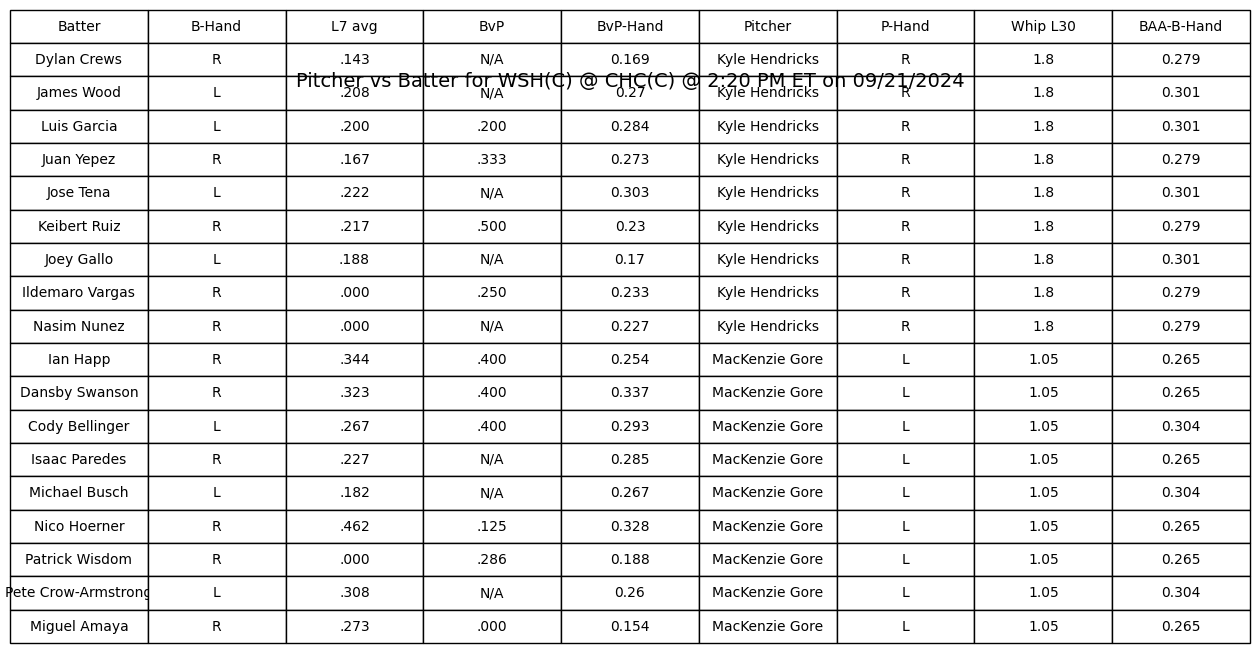 Batter B-Hand L7 avg BvP BvP-Hand Pitcher P-Hand Whip L30 BAA-B-Hand
Dylan Crews R .143 N/A 0.169 Kyle Hendricks R 1.8 0.279
Pitcher vs Batter for WSH(C) @ CHC(C) @ 2:20 PM ET on 09/21/2024
James Wood L .208 N/A 0.27 Kyle Hendricks R 1.8 0.301
Luis Garcia L .200 .200 0.284 Kyle Hendricks R 1.8 0.301
Juan Yepez R .167 .333 0.273 Kyle Hendricks R 1.8 0.279
Jose Tena L .222 N/A 0.303 Kyle Hendricks R 1.8 0.301
Keibert Ruiz R .217 .500 0.23 Kyle Hendricks R 1.8 0.279
Joey Gallo L .188 N/A 0.17 Kyle Hendricks R 1.8 0.301
Ildemaro Vargas R .000 .250 0.233 Kyle Hendricks R 1.8 0.279
Nasim Nunez R .000 N/A 0.227 Kyle Hendricks R 1.8 0.279
Ian Happ R .344 .400 0.254 MacKenzie Gore L 1.05 0.265
Dansby Swanson R .323 .400 0.337 MacKenzie Gore L 1.05 0.265
Cody Bellinger L .267 .400 0.293 MacKenzie Gore L 1.05 0.304
Isaac Paredes R .227 N/A 0.285 MacKenzie Gore L 1.05 0.265
Michael Busch L .182 N/A 0.267 MacKenzie Gore L 1.05 0.304
Nico Hoerner R .462 .125 0.328 MacKenzie Gore L 1.05 0.265
Patrick Wisdom R .000 .286 0.188 MacKenzie Gore L 1.05 0.265
Pete Crow-Armstrong L .308 N/A 0.26 MacKenzie Gore L 1.05 0.304
Miguel Amaya R .273 .000 0.154 MacKenzie Gore L 1.05 0.265